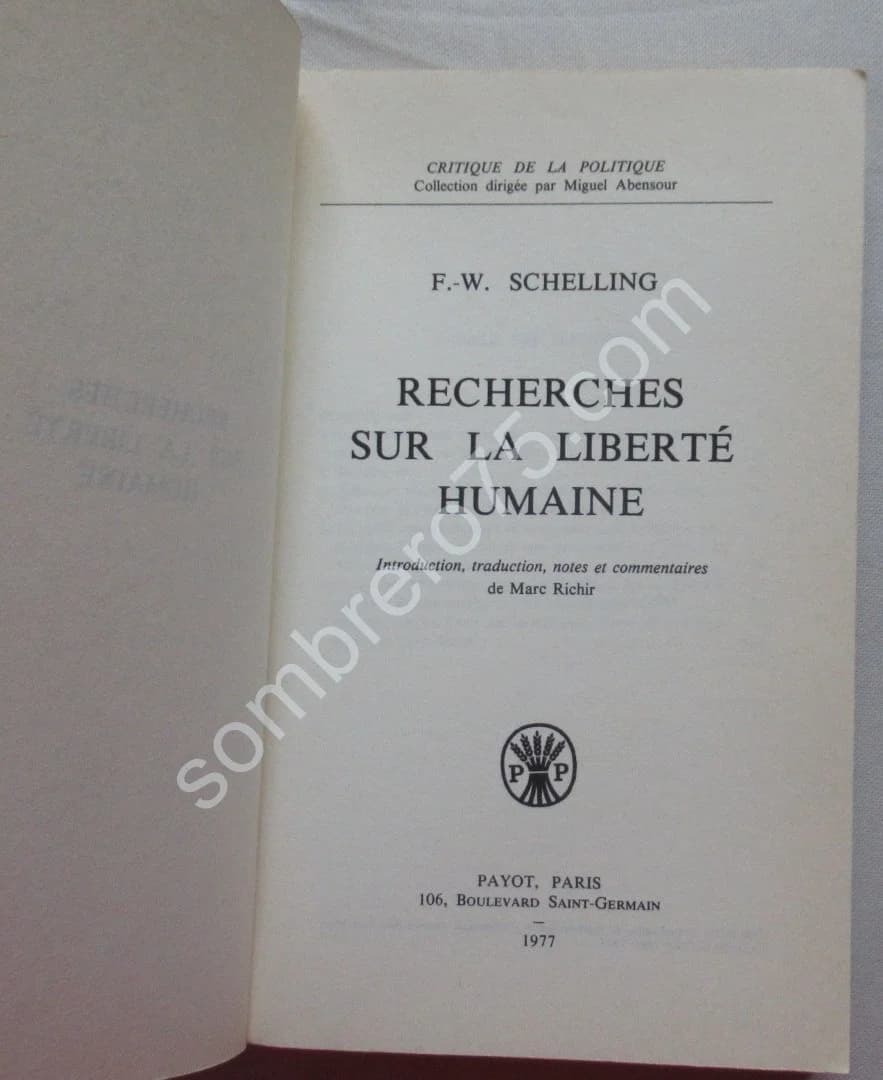 CRITIQUE DE LA POLITIQUE
Collection dirigée par Miguel Abensour
F.-W. SCHELLING
RECHERCHES
SUR LA LIBERTÉ
HUMAINE
Introduction, traduction, notes et commentaires
de Marc Richir
P P
PAYOT, PARIS
106, BOULEVARD SAINT-GERMAIN
1977
sombrero75.com